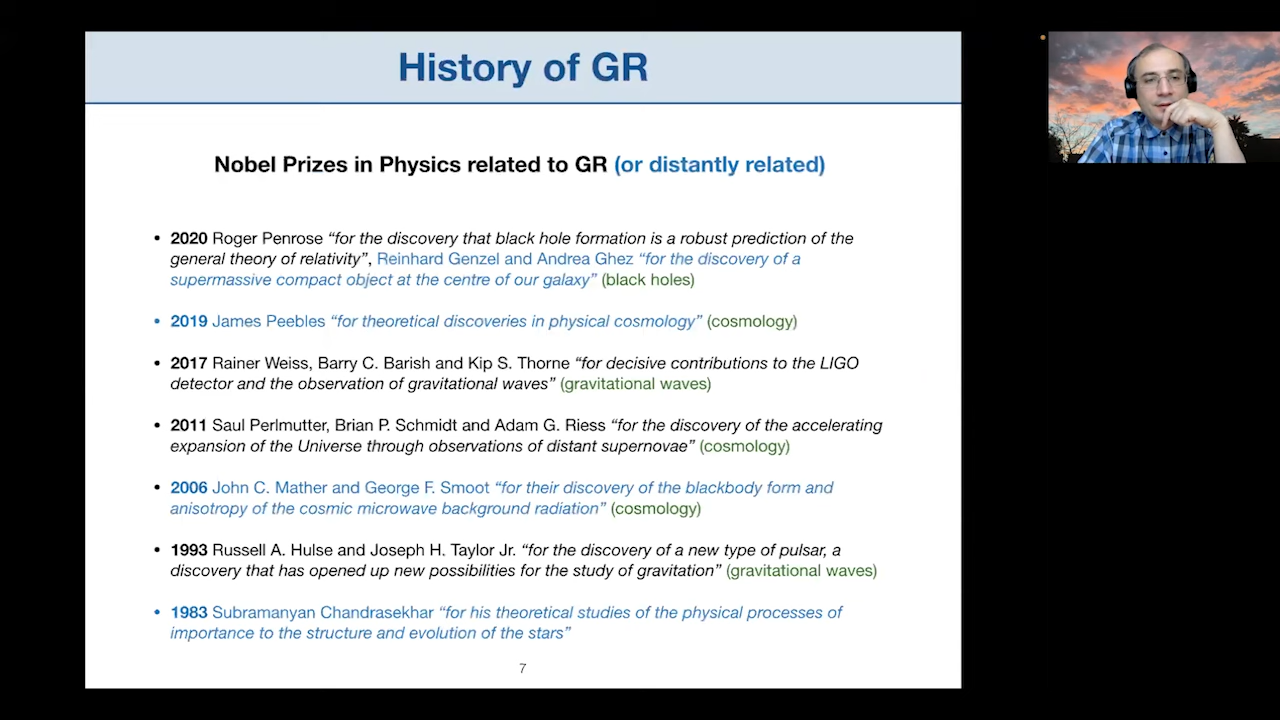 History of GR
Nobel Prizes in Physics related to GR (or distantly related)
• 2020 Roger Penrose “for the discovery that black hole formation is a robust prediction of the
general theory of relativity”, Reinhard Genzel and Andrea Ghez “for the discovery of a
supermassive compact object at the centre of our galaxy” (black holes)
• 2019 James Peebles “for theoretical discoveries in physical cosmology” (cosmology)
• 2017 Rainer Weiss, Barry C. Barish and Kip S. Thorne “for decisive contributions to the LIGO
detector and the observation of gravitational waves” (gravitational waves)
• 2011 Saul Perlmutter, Brian P. Schmidt and Adam G. Riess “for the discovery of the accelerating
expansion of the Universe through observations of distant supernovae” (cosmology)
• 2006 John C. Mather and George F. Smoot “for their discovery of the blackbody form and
anisotropy of the cosmic microwave background radiation” (cosmology)
• 1993 Russell A. Hulse and Joseph H. Taylor Jr. “for the discovery of a new type of pulsar, a
discovery that has opened up new possibilities for the study of gravitation” (gravitational waves)
• 1983 Subramanyan Chandrasekhar “for his theoretical studies of the physical processes of
importance to the structure and evolution of the stars”
7